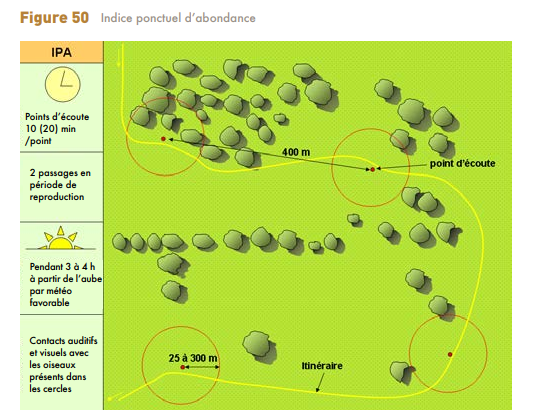 Figure 50 Indice ponctuel d'abondance
IPA
Points d'écoute
10 (20) min
/point
2 passages en
période de
reproduction
Pendant 3 à 4 h
à partir de l'aube
par météo
favorable
Contacts auditifs
et visuels avec
les oiseaux
présents dans
les cercles
400 m
point d'écoute
25 à 300 m
Itinéraire